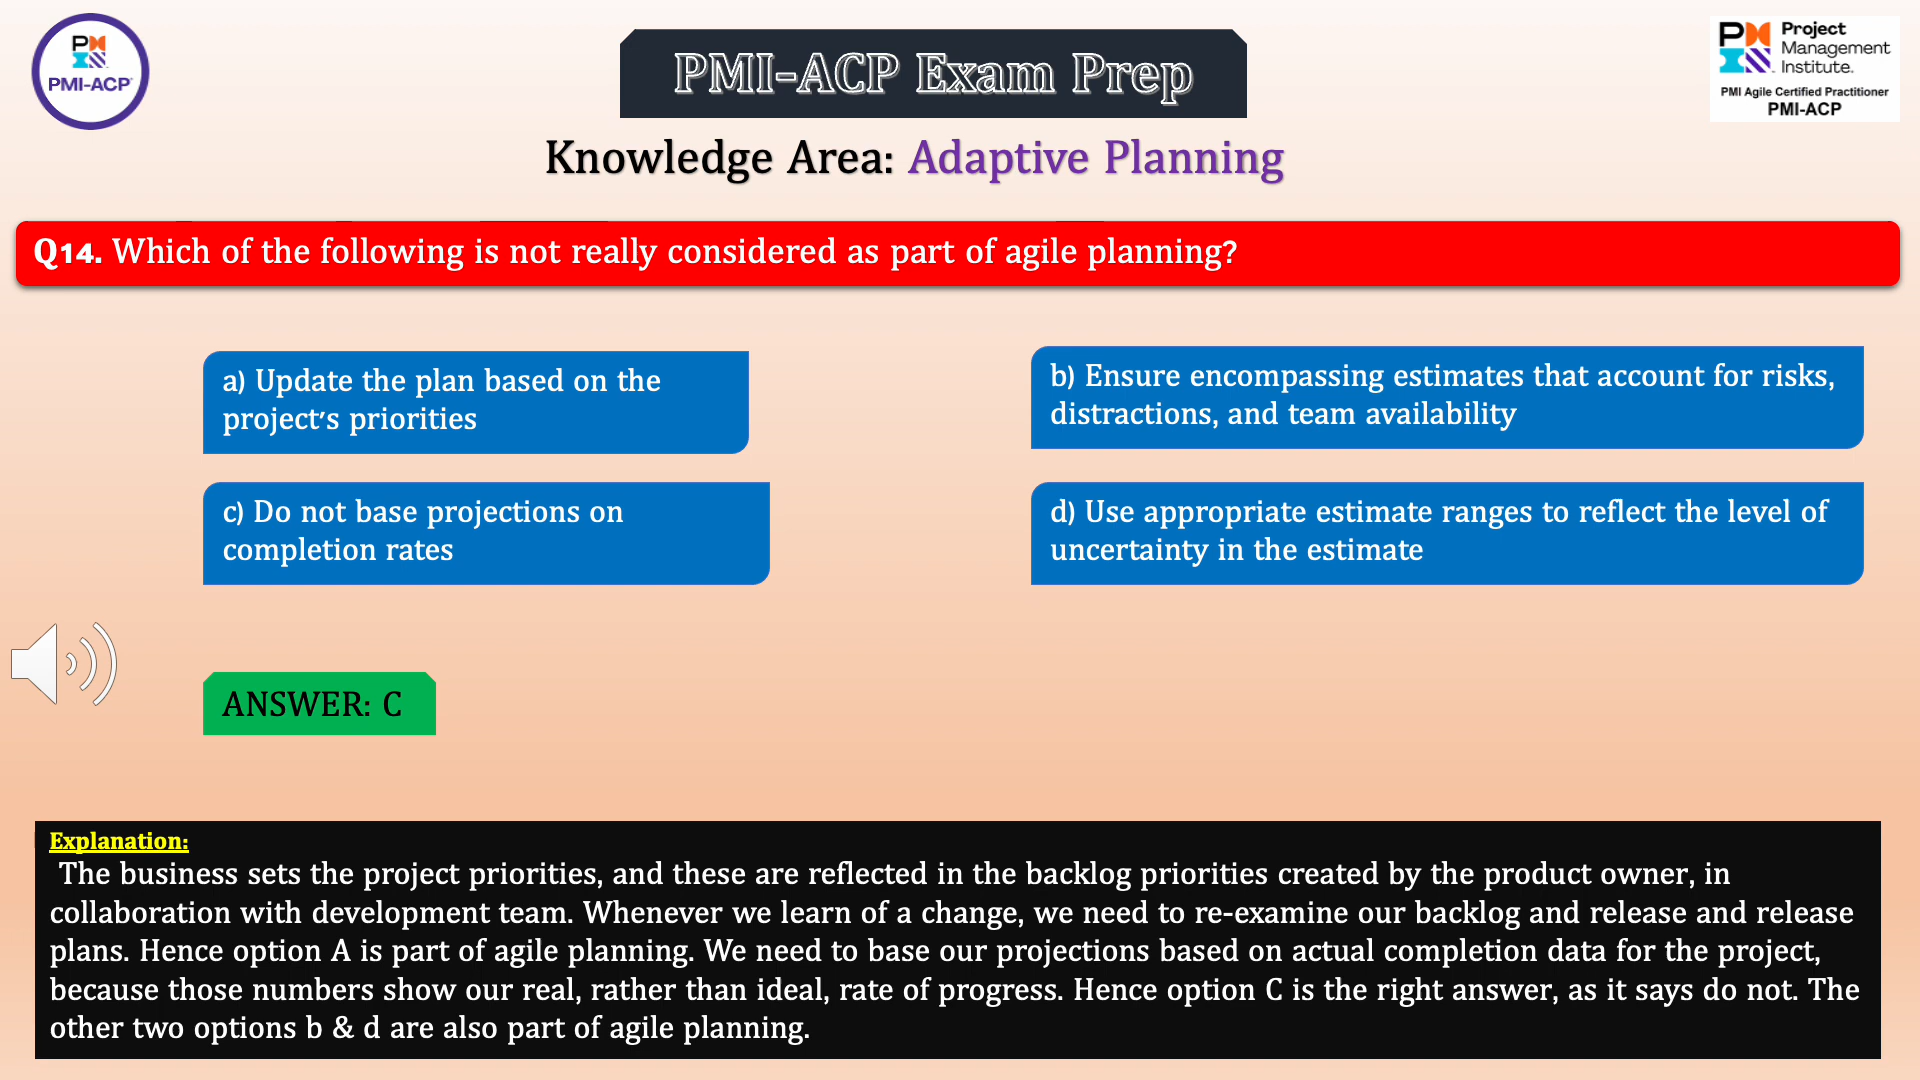 PMI-ACP
PMI-ACP Exam Prep
Project
Management
Institute.
PMI Agile Certified Practitioner
PMI-ACP
Knowledge Area: Adaptive Planning
Q14. Which of the following is not really considered as part of agile planning?
a) Update the plan based on the
project's priorities
b) Ensure encompassing estimates that account for risks,
distractions, and team availability
c) Do not base projections on
completion rates
d) Use appropriate estimate ranges to reflect the level of
uncertainty in the estimate
ANSWER: C
Explanation:
The business sets the project priorities, and these are reflected in the backlog priorities created by the product owner, in
collaboration with development team. Whenever we learn of a change, we need to re-examine our backlog and release and release
plans. Hence option A is part of agile planning. We need to base our projections based on actual completion data for the project,
because those numbers show our real, rather than ideal, rate of progress. Hence option C is the right answer, as it says do not. The
other two options b & d are also part of agile planning.